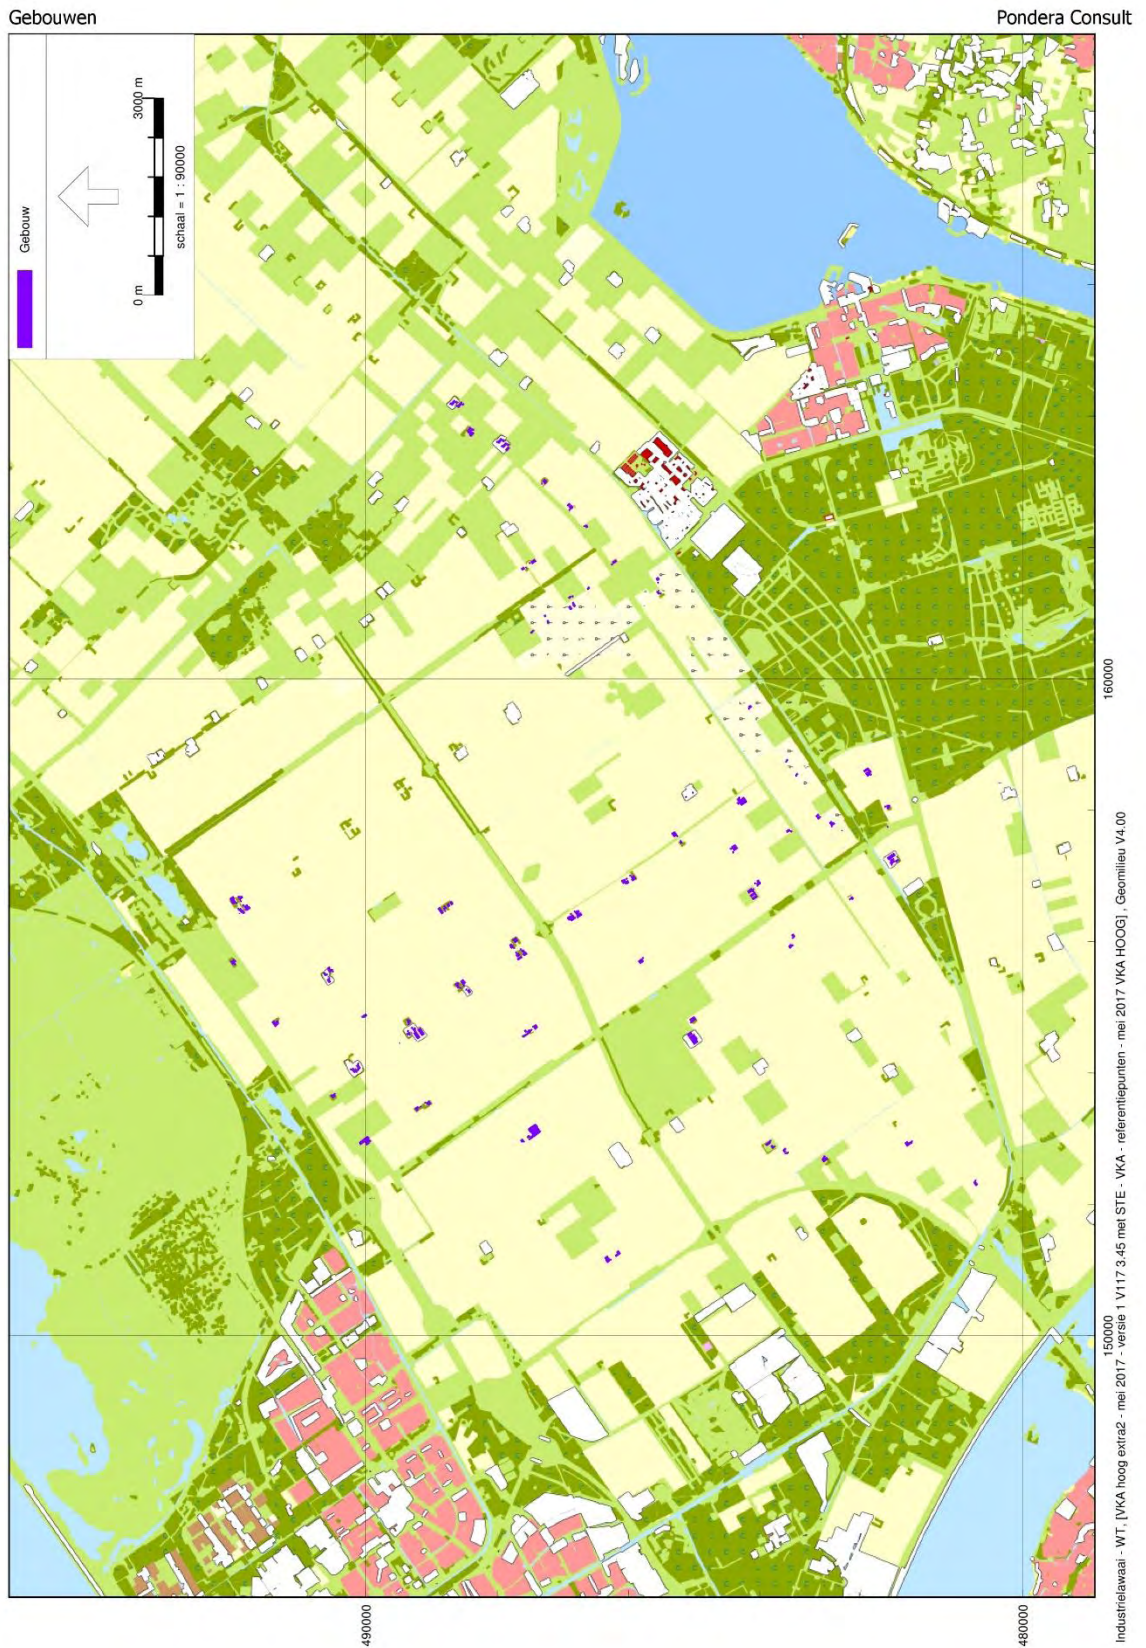 Gebouwen
Pondera Consult
Gebouw
0 m
3000 m
schaal = 1 : 90000
160000
150000
490000
480000
Industrielawaai - WT, [VKA hoog extra2 - mei 2017 - versie 1 V117 3.45 met STE - VKA - referentiepunten - mei 2017 VKA HOOG] , Geomilieu V4.00